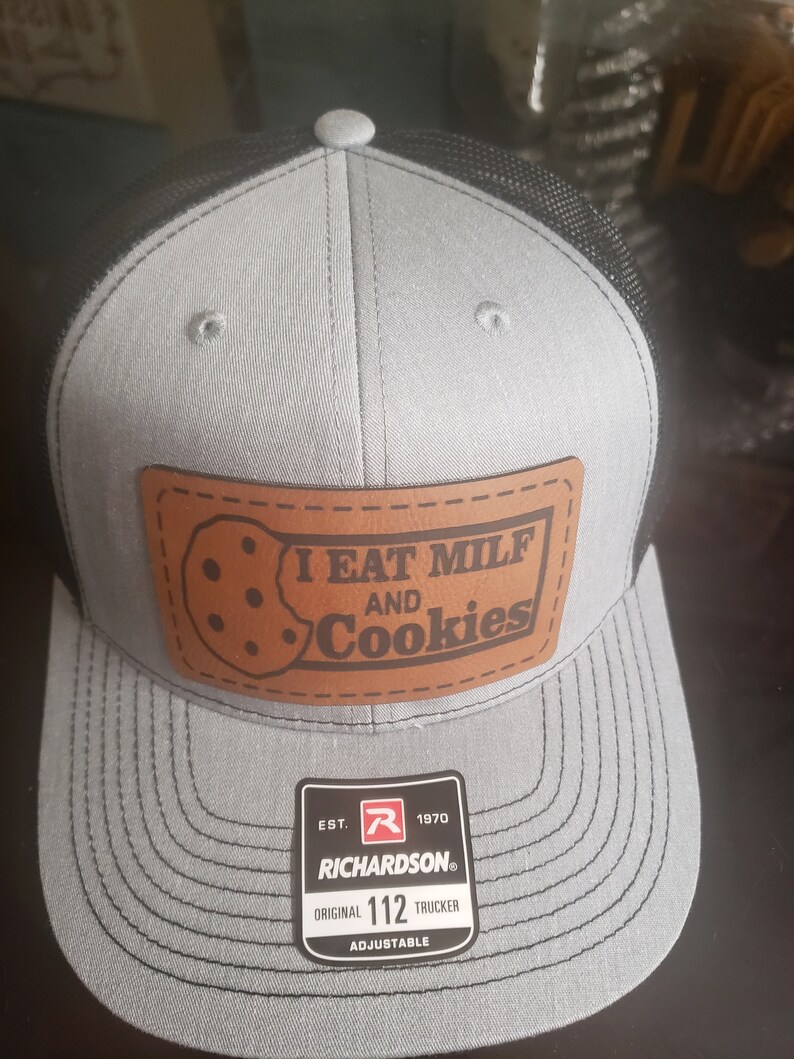 I EAT MILF
AND
Cookies
EST. R 1970
RICHARDSON®
ORIGINAL 112 TRUCKER
ADJUSTABLE